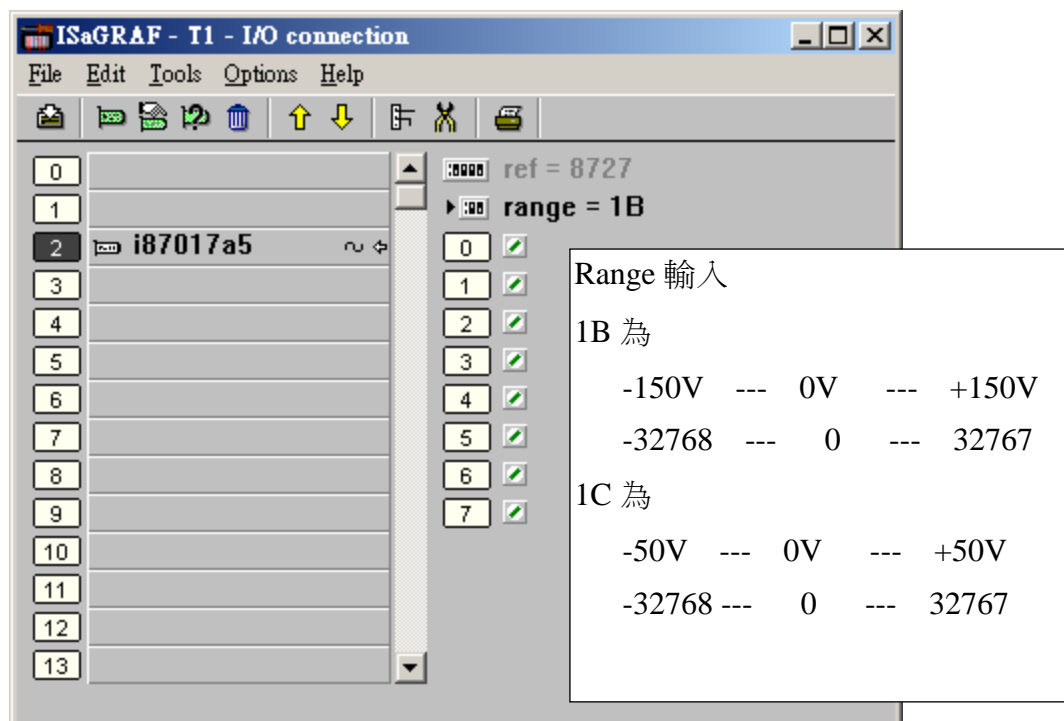 ISaGRAF - T1 - I/O connection
File Edit Tools Options Help
0
1
2 i87017a5
3
4
5
6
7
8
9
10
11
12
13
ref = 8727
range = 1B
0
1
2
3
4
5
6
7
Range 輸入
1B 為
-150V --- 0V --- +150V
-32768 --- 0 --- 32767
1C 為
-50V --- 0V --- +50V
-32768 --- 0 --- 32767